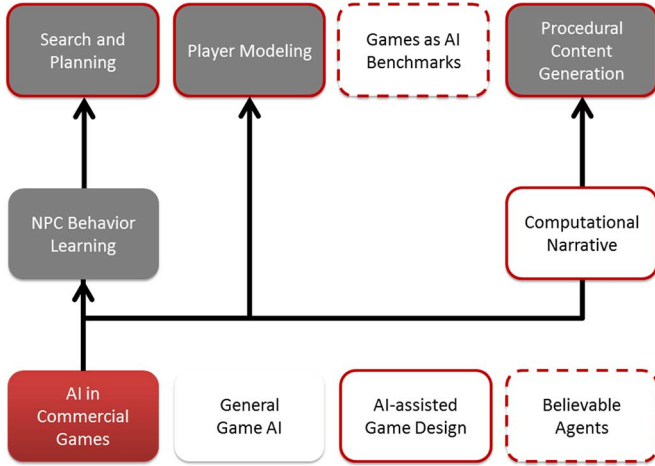 Search and
Planning
Player Modeling
Games as AI
Benchmarks
Procedural
Content
Generation
NPC Behavior
Learning
Computational
Narrative
AI in
Commercial
Games
General
Game AI
AI-assisted
Game Design
Believable
Agents